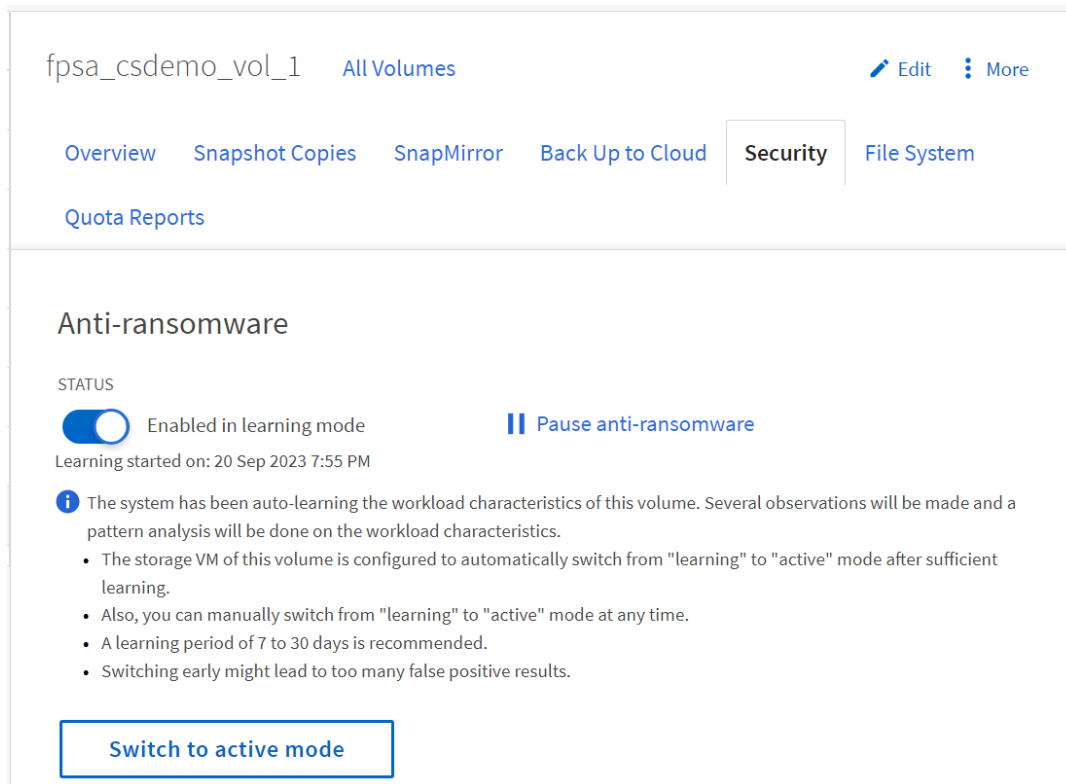 fpsa_csdemo_vol_1 All Volumes Edit More
Overview Snapshot Copies SnapMirror Back Up to Cloud Security File System
Quota Reports
Anti-ransomware
STATUS
Enabled in learning mode Pause anti-ransomware
Learning started on: 20 Sep 2023 7:55 PM
The system has been auto-learning the workload characteristics of this volume. Several observations will be made and a
pattern analysis will be done on the workload characteristics.
• The storage VM of this volume is configured to automatically switch from "learning" to "active" mode after sufficient
learning.
• Also, you can manually switch from "learning" to "active" mode at any time.
• A learning period of 7 to 30 days is recommended.
• Switching early might lead to too many false positive results.
Switch to active mode